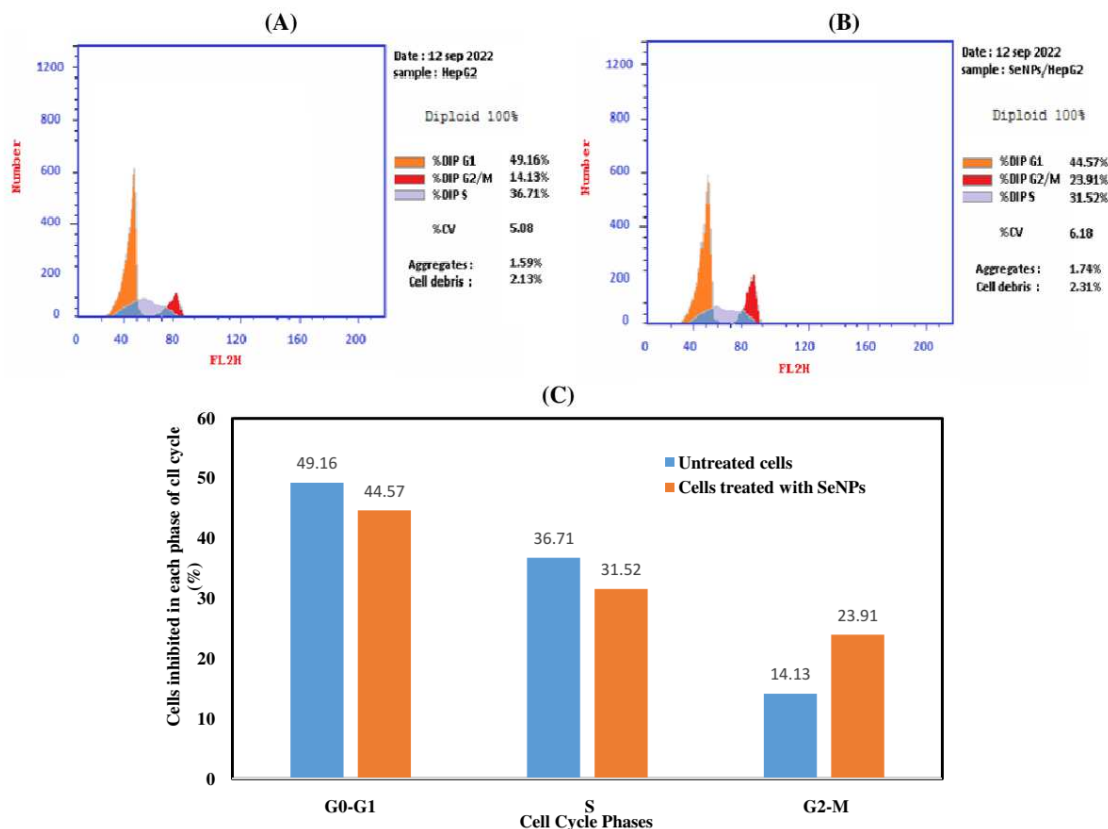 (A)
Date : 12 sep 2022
sample : HepG2
Diploid 100%
%DIP G1 49.16%
%DIP G2/M 14.13%
%DIP S 36.71%
%CV 5.08
Aggregates : 1.59%
Cell debris : 2.13%
Number
1200
800
600
400
200
0
0 40 80 120 160 200
FL2H
(B)
Date : 12 sep 2022
sample : SeNPs/HepG2
Diploid 100%
%DIP G1 44.57%
%DIP G2/M 23.91%
%DIP S 31.52%
%CV 6.18
Aggregates : 1.74%
Cell debris : 2.31%
Number
1200
800
600
400
200
0
0 40 80 120 160 200
FL2H
(C)
Cells inhibited in each phase of cll cycle
(%)
60
50
40
30
20
10
0
49.16
44.57
36.71
31.52
14.13
23.91
Untreated cells
Cells treated with SeNPs
G0-G1 S G2-M
Cell Cycle Phases